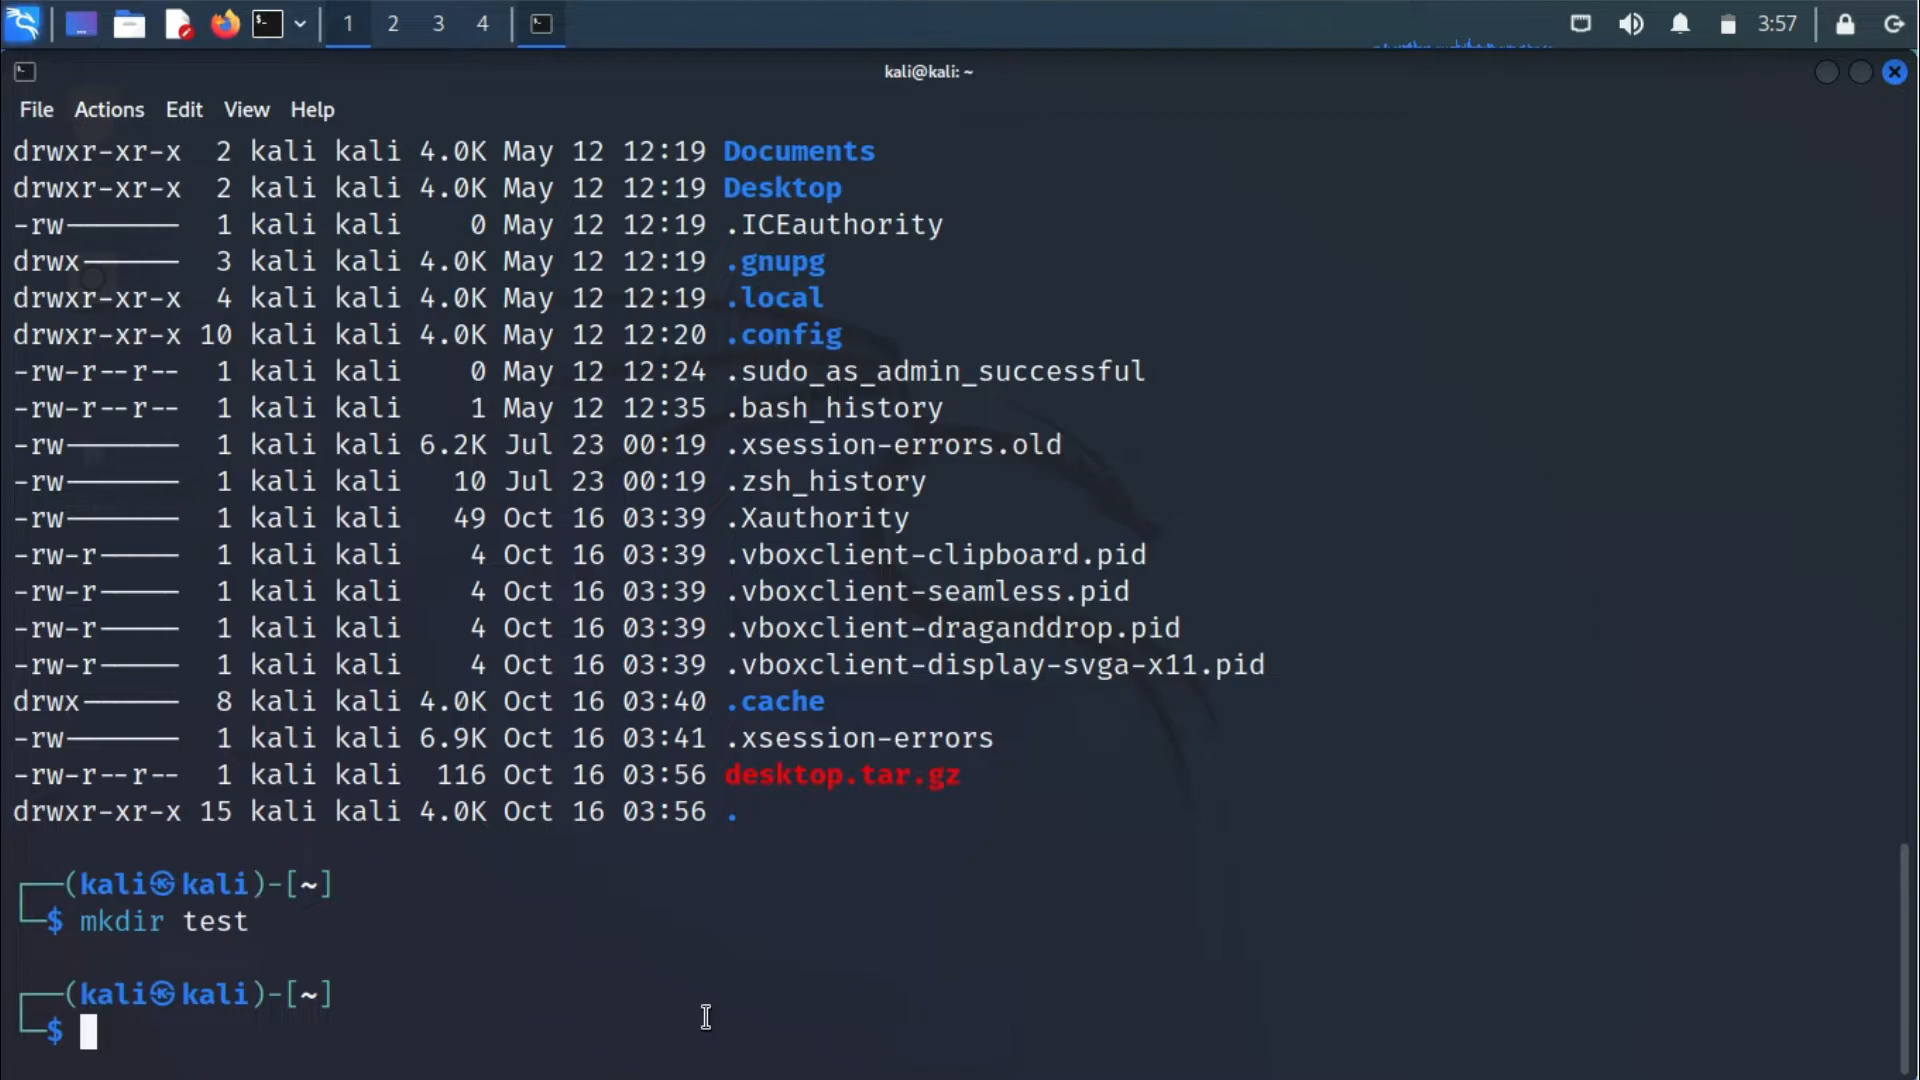 1 2 3 4 3:57
kali@kali: ~
File Actions Edit View Help
drwxr-xr-x 2 kali kali 4.0K May 12 12:19 Documents
drwxr-xr-x 2 kali kali 4.0K May 12 12:19 Desktop
-rw------- 1 kali kali 0 May 12 12:19 .ICEauthority
drwx------ 3 kali kali 4.0K May 12 12:19 .gnupg
drwxr-xr-x 4 kali kali 4.0K May 12 12:19 .local
drwxr-xr-x 10 kali kali 4.0K May 12 12:20 .config
-rw-r--r-- 1 kali kali 0 May 12 12:24 .sudo_as_admin_successful
-rw-r--r-- 1 kali kali 1 May 12 12:35 .bash_history
-rw------- 1 kali kali 6.2K Jul 23 00:19 .xsession-errors.old
-rw------- 1 kali kali 10 Jul 23 00:19 .zsh_history
-rw------- 1 kali kali 49 Oct 16 03:39 .Xauthority
-rw-r----- 1 kali kali 4 Oct 16 03:39 .vboxclient-clipboard.pid
-rw-r----- 1 kali kali 4 Oct 16 03:39 .vboxclient-seamless.pid
-rw-r----- 1 kali kali 4 Oct 16 03:39 .vboxclient-draganddrop.pid
-rw-r----- 1 kali kali 4 Oct 16 03:39 .vboxclient-display-svga-x11.pid
drwx------ 8 kali kali 4.0K Oct 16 03:40 .cache
-rw------- 1 kali kali 6.9K Oct 16 03:41 .xsession-errors
-rw-r--r-- 1 kali kali 116 Oct 16 03:56 desktop.tar.gz
drwxr-xr-x 15 kali kali 4.0K Oct 16 03:56 .
┌──(kali㉿kali)-[~]
└─$ mkdir test
┌──(kali㉿kali)-[~]
└─$